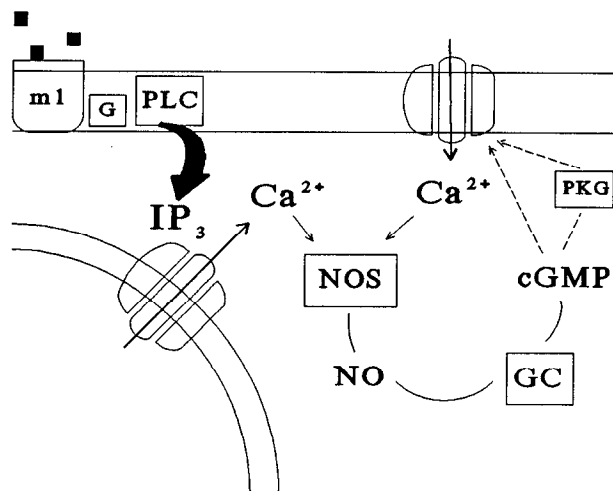 m1
G
PLC
IP3
Ca2+
Ca2+
PKG
NOS
cGMP
NO
GC